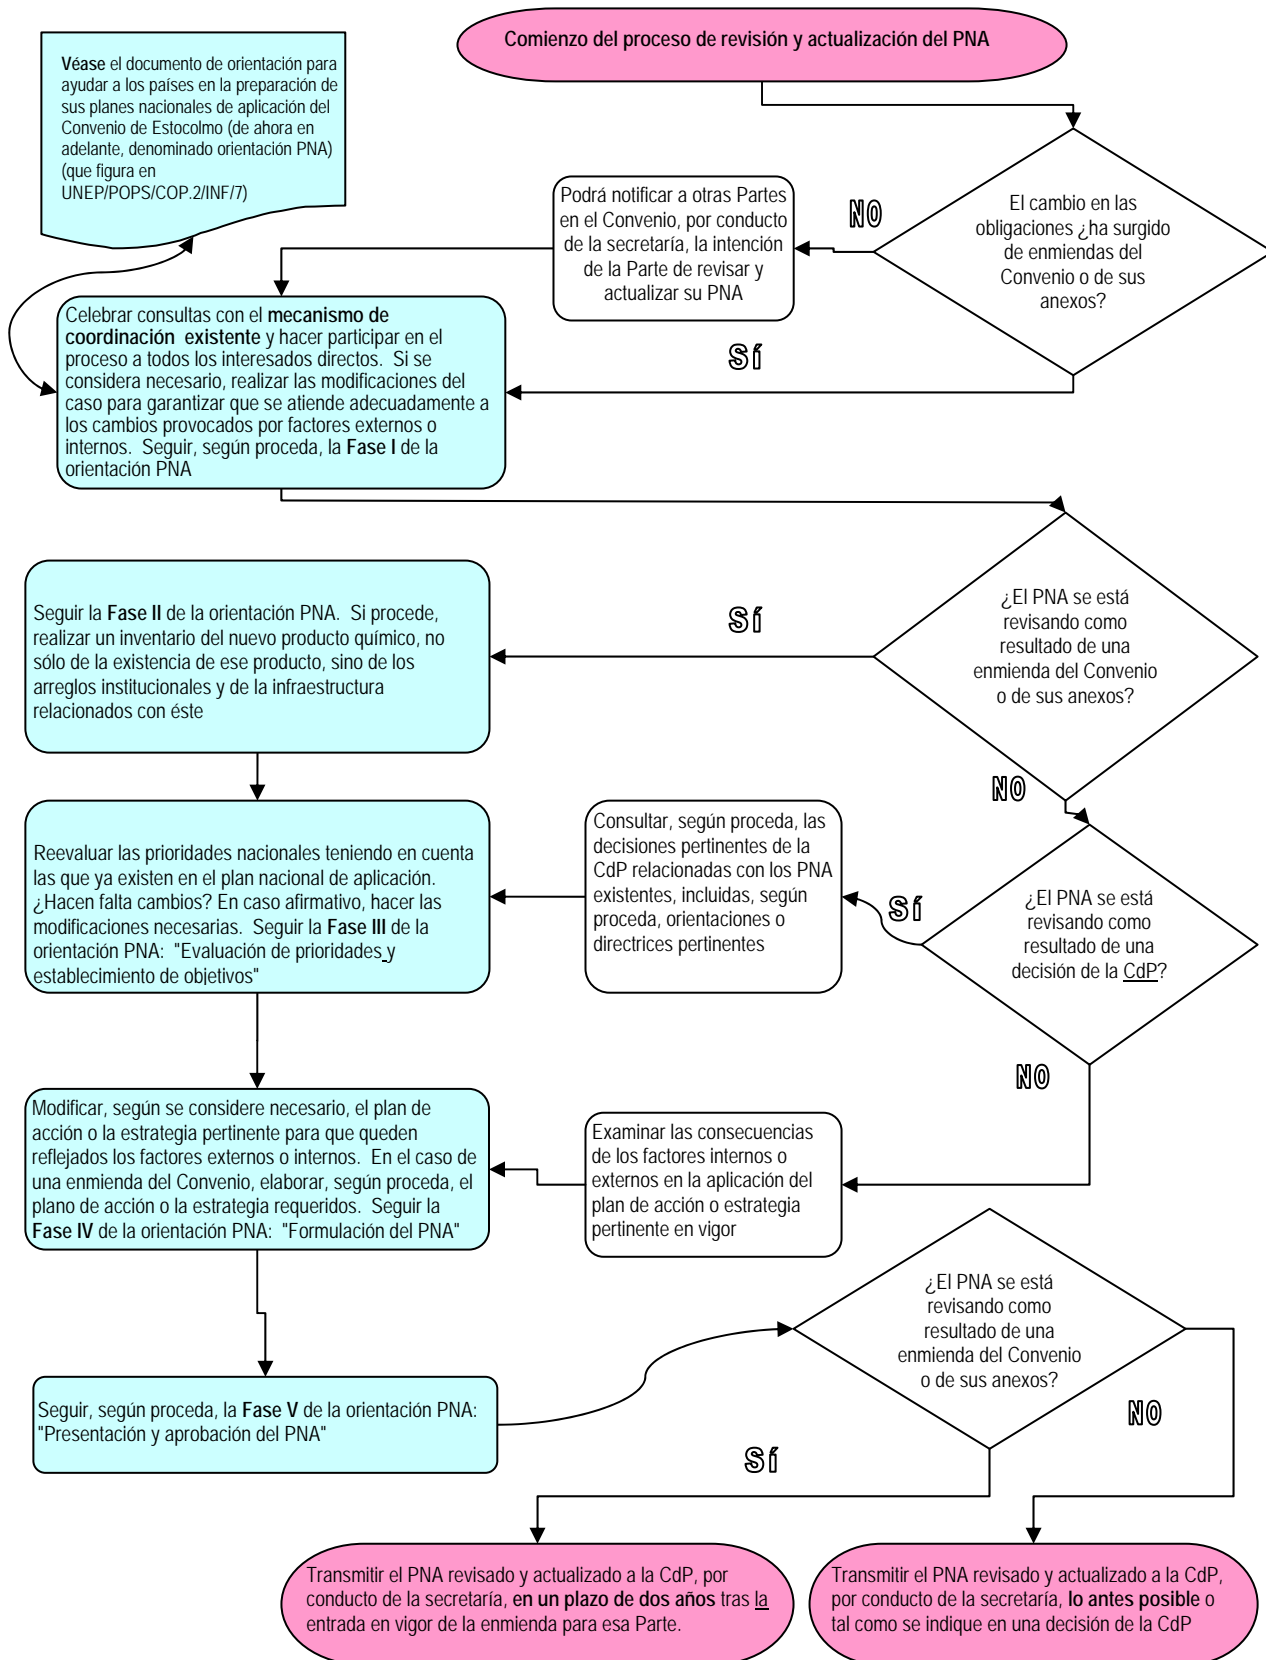 Comienzo del proceso de revisión y actualización del PNA
Véase el documento de orientación para
ayudar a los países en la preparación de
sus planes nacionales de aplicación del
Convenio de Estocolmo (de ahora en
adelante, denominado orientación PNA)
(que figura en
UNEP/POPS/COP.2/INF/7)
El cambio en las
obligaciones ¿ha surgido
de enmiendas del
Convenio o de sus
anexos?
NO
Podrá notificar a otras Partes
en el Convenio, por conducto
de la secretaría, la intención
de la Parte de revisar y
actualizar su PNA
Sí
Celebrar consultas con el mecanismo de
coordinación existente y hacer participar en el
proceso a todos los interesados directos. Si se
considera necesario, realizar las modificaciones del
caso para garantizar que se atiende adecuadamente a
los cambios provocados por factores externos o
internos. Seguir, según proceda, la Fase I de la
orientación PNA
¿El PNA se está
revisando como
resultado de una
enmienda del Convenio
o de sus anexos?
Sí
Seguir la Fase II de la orientación PNA. Si procede,
realizar un inventario del nuevo producto químico, no
sólo de la existencia de ese producto, sino de los
arreglos institucionales y de la infraestructura
relacionados con éste
NO
¿El PNA se está
revisando como
resultado de una
decisión de la CdP?
Sí
Consultar, según proceda, las
decisiones pertinentes de la
CdP relacionadas con los PNA
existentes, incluidas, según
proceda, orientaciones o
directrices pertinentes
Reevaluar las prioridades nacionales teniendo en cuenta
las que ya existen en el plan nacional de aplicación.
¿Hacen falta cambios? En caso afirmativo, hacer las
modificaciones necesarias. Seguir la Fase III de la
orientación PNA: "Evaluación de prioridades y
establecimiento de objetivos"
NO
Examinar las consecuencias
de los factores internos o
externos en la aplicación del
plan de acción o estrategia
pertinente en vigor
Modificar, según se considere necesario, el plan de
acción o la estrategia pertinente para que queden
reflejados los factores externos o internos. En el caso de
una enmienda del Convenio, elaborar, según proceda, el
plano de acción o la estrategia requeridos. Seguir la
Fase IV de la orientación PNA: "Formulación del PNA"
Seguir, según proceda, la Fase V de la orientación PNA:
"Presentación y aprobación del PNA"
¿El PNA se está
revisando como
resultado de una
enmienda del Convenio
o de sus anexos?
NO
Sí
Transmitir el PNA revisado y actualizado a la CdP, por
conducto de la secretaría, en un plazo de dos años tras la
entrada en vigor de la enmienda para esa Parte.
Transmitir el PNA revisado y actualizado a la CdP,
por conducto de la secretaría, lo antes posible o
tal como se indique en una decisión de la CdP